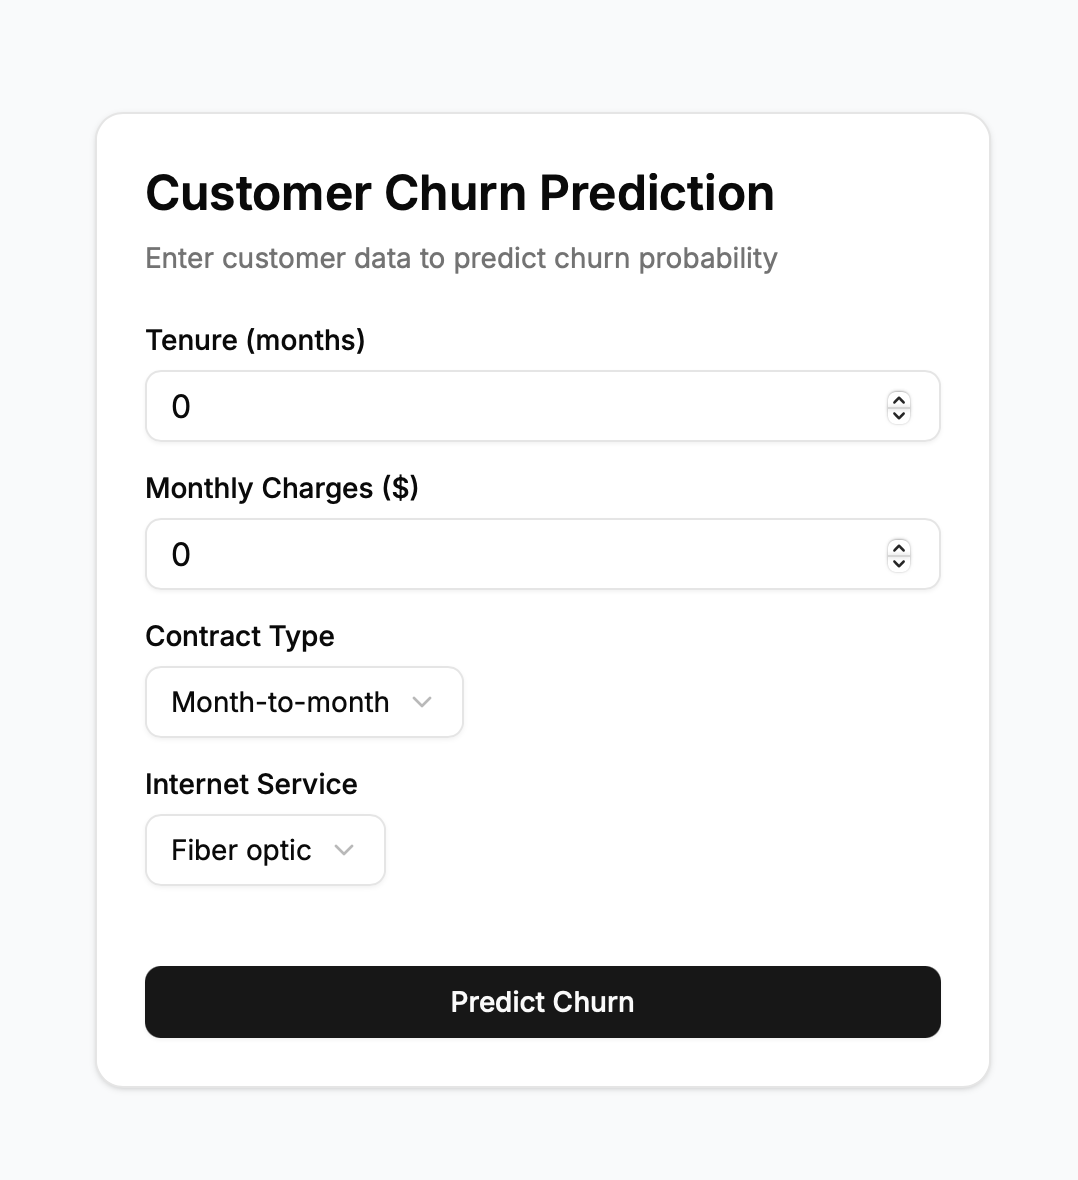 Customer Churn Prediction
Enter customer data to predict churn probability
Tenure (months)
0
Monthly Charges ($)
0
Contract Type
Month-to-month
Internet Service
Fiber optic
Predict Churn